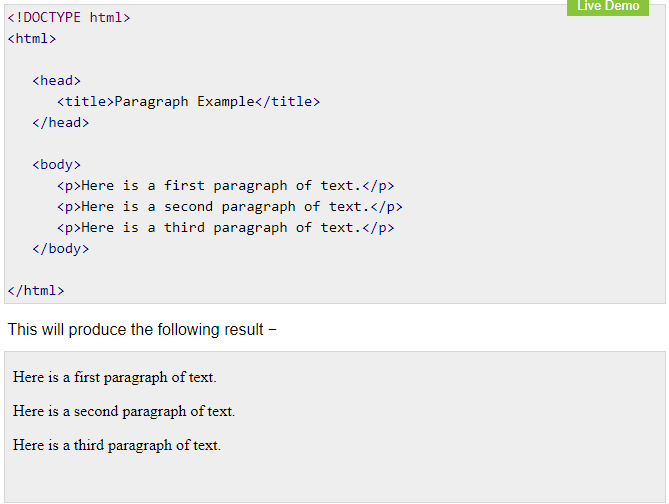 Live Demo
<!DOCTYPE html>
<html>
<head>
<title>Paragraph Example</title>
</head>
<body>
<p>Here is a first paragraph of text.</p>
<p>Here is a second paragraph of text.</p>
<p>Here is a third paragraph of text.</p>
</body>
</html>
This will produce the following result −
Here is a first paragraph of text.
Here is a second paragraph of text.
Here is a third paragraph of text.